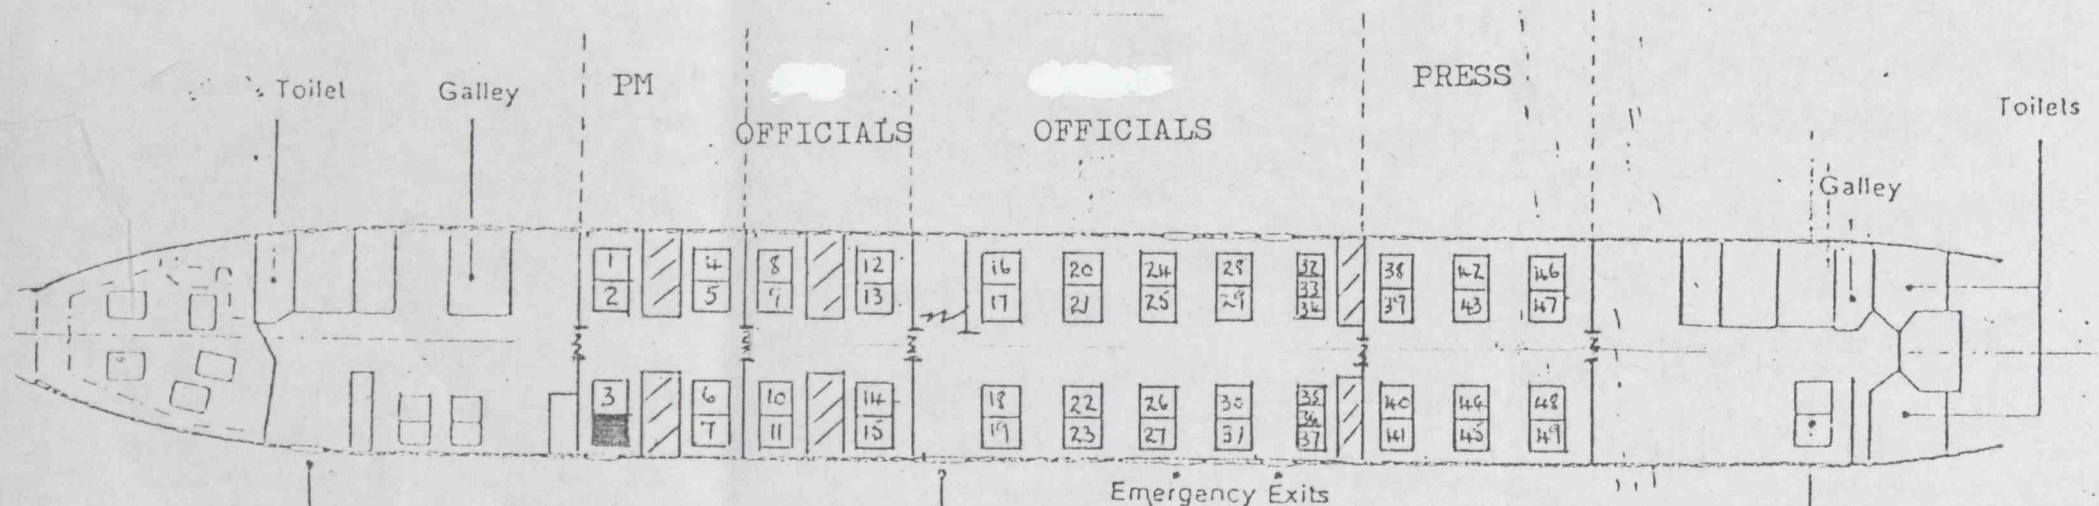 Toilet Galley PM PRESS
Toilets
OFFICIALS OFFICIALS
Galley
1 4 8 12 16 20 24 28 32 38 42 46
2 5 9 13 17 21 25 29 33 39 43 47
34
3 6 10 14 18 22 26 30 35 40 44 48
7 11 15 19 23 27 31 36 41 45 49
37
Emergency Exits